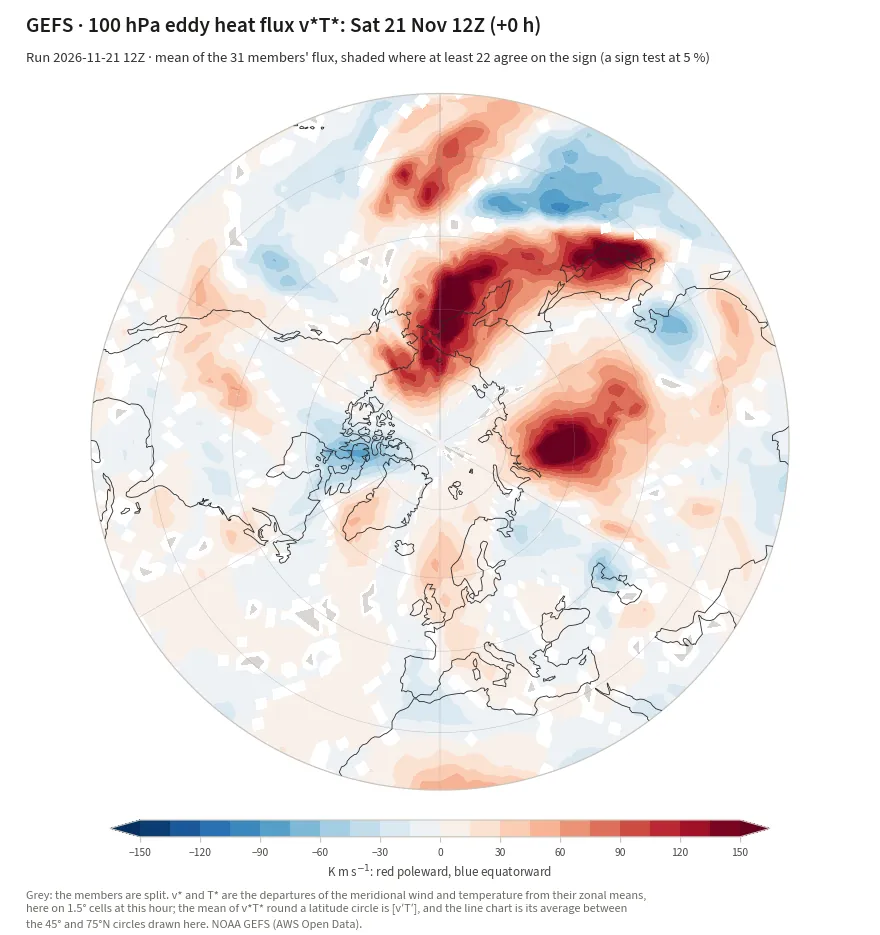 GEFS · 100 hPa eddy heat flux v*T*: Sat 21 Nov 12Z (+0 h)
Run 2026-11-21 12Z · mean of the 31 members' flux, shaded where at least 22 agree on the sign (a sign test at 5 %)
−150 −120 −90 −60 −30 0 30 60 90 120 150
K m s⁻¹: red poleward, blue equatorward
Grey: the members are split. v* and T* are the departures of the meridional wind and temperature from their zonal means,
here on 1.5° cells at this hour; the mean of v*T* round a latitude circle is [v'T'], and the line chart is its average between
the 45° and 75°N circles drawn here. NOAA GEFS (AWS Open Data).